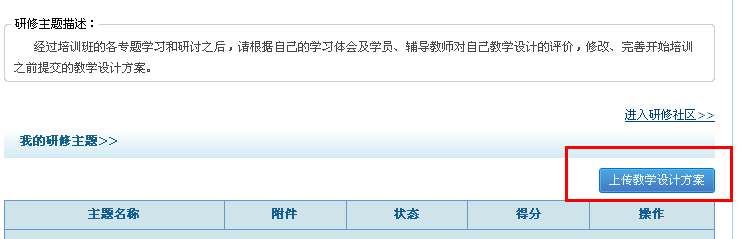 研修主题描述：
经过培训班的各专题学习和研讨之后，请根据自己的学习体会及学员、辅导教师对自己教学设计的评价，修改、完善开始培训
之前提交的教学设计方案。
进入研修社区>>
我的研修主题>>
上传教学设计方案
主题名称 附件 状态 得分 操作